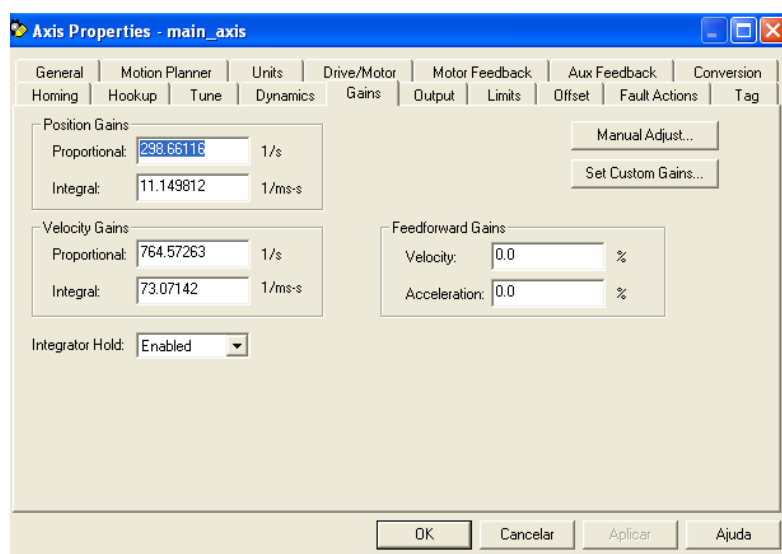 Axis Properties - main_axis
General Motion Planner Units Drive/Motor Motor Feedback Aux Feedback Conversion
Homing Hookup Tune Dynamics Gains Output Limits Offset Fault Actions Tag
Position Gains
Proportional: 298.66116 1/s
Integral: 11.149812 1/ms-s
Manual Adjust...
Set Custom Gains...
Velocity Gains
Proportional: 764.57263 1/s
Integral: 73.07142 1/ms-s
Feedforward Gains
Velocity: 0.0 %
Acceleration: 0.0 %
Integrator Hold: Enabled
OK Cancelar Aplicar Ajuda